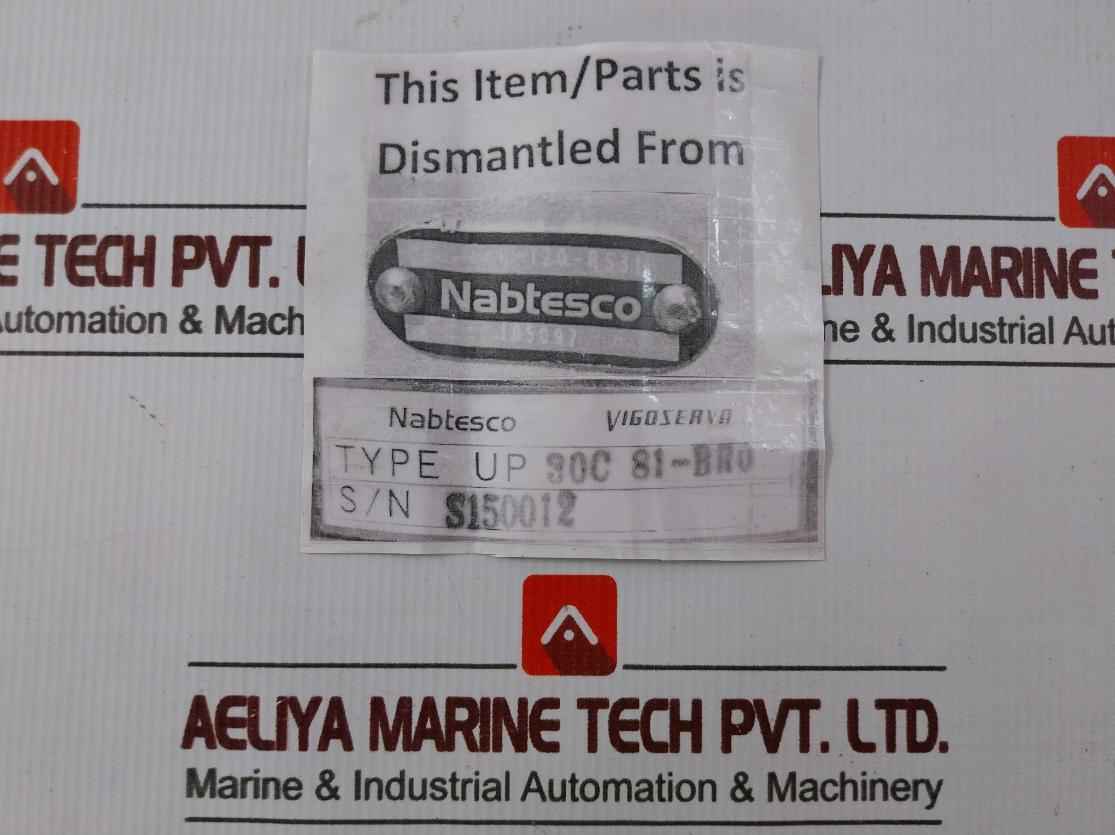 This Item/Parts is
Dismantled From
Nabtesco
Nabtesco VIGOSERVO
TYPE UP 30C 81-BR0
S/N S150012
E TECH PVT.
Automation & Mach
LIYA MARINE
ne & Industrial Aut
AELIYA MARINE TECH PVT. LTD.
Marine & Industrial Automation & Machinery